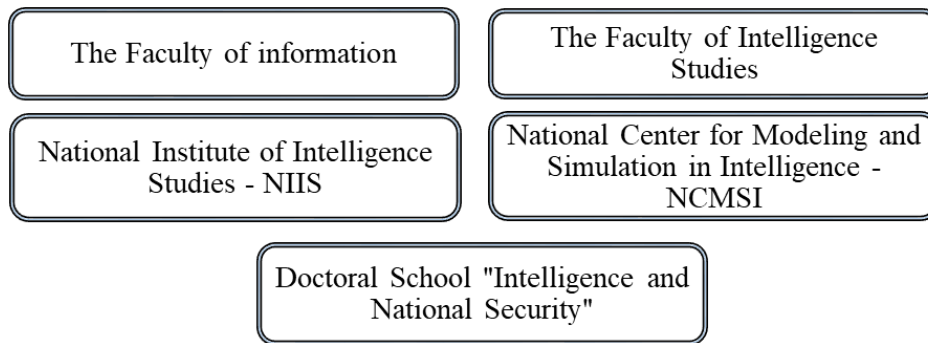 The Faculty of information
The Faculty of Intelligence
Studies
National Institute of Intelligence
Studies - NIIS
National Center for Modeling and
Simulation in Intelligence -
NCMSI
Doctoral School "Intelligence and
National Security"